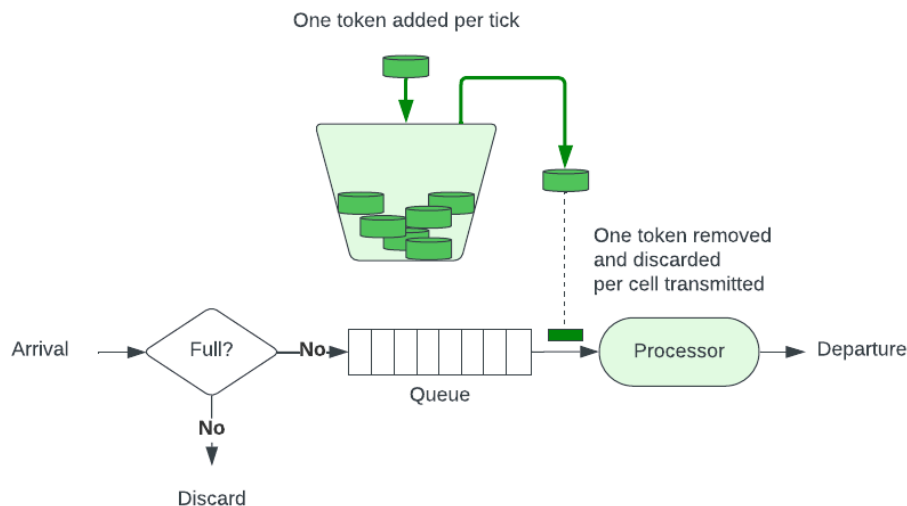 One token added per tick
One token removed
and discarded
per cell transmitted
Arrival
Full?
No
Queue
Processor
Departure
No
Discard